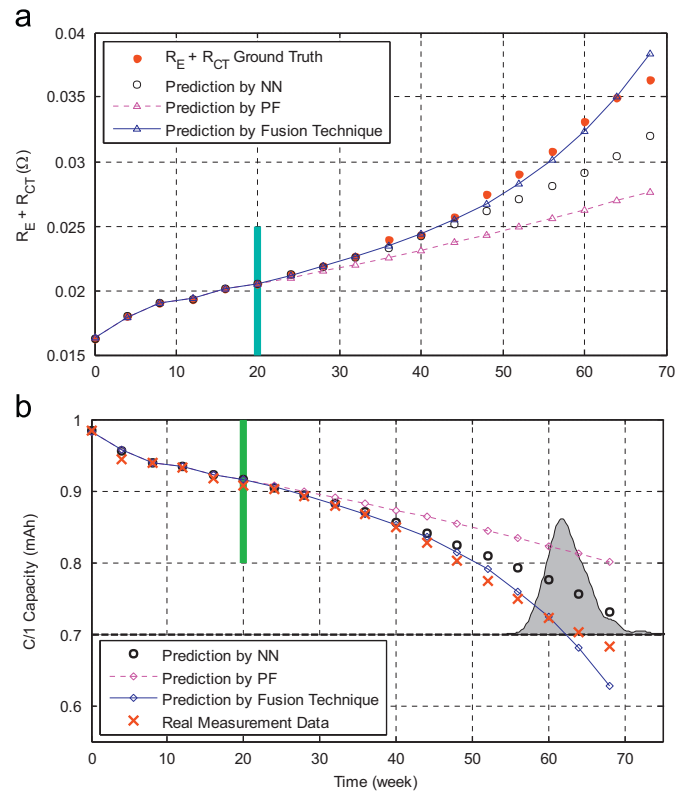 a
0.04
0.035
0.03
0.025
0.02
0.015
R_E + R_CT (Ω)
R_E + R_CT Ground Truth
Prediction by NN
Prediction by PF
Prediction by Fusion Technique
0 10 20 30 40 50 60 70
b
1
0.9
0.8
0.7
0.6
C/1 Capacity (mAh)
Prediction by NN
Prediction by PF
Prediction by Fusion Technique
Real Measurement Data
0 10 20 30 40 50 60 70
Time (week)